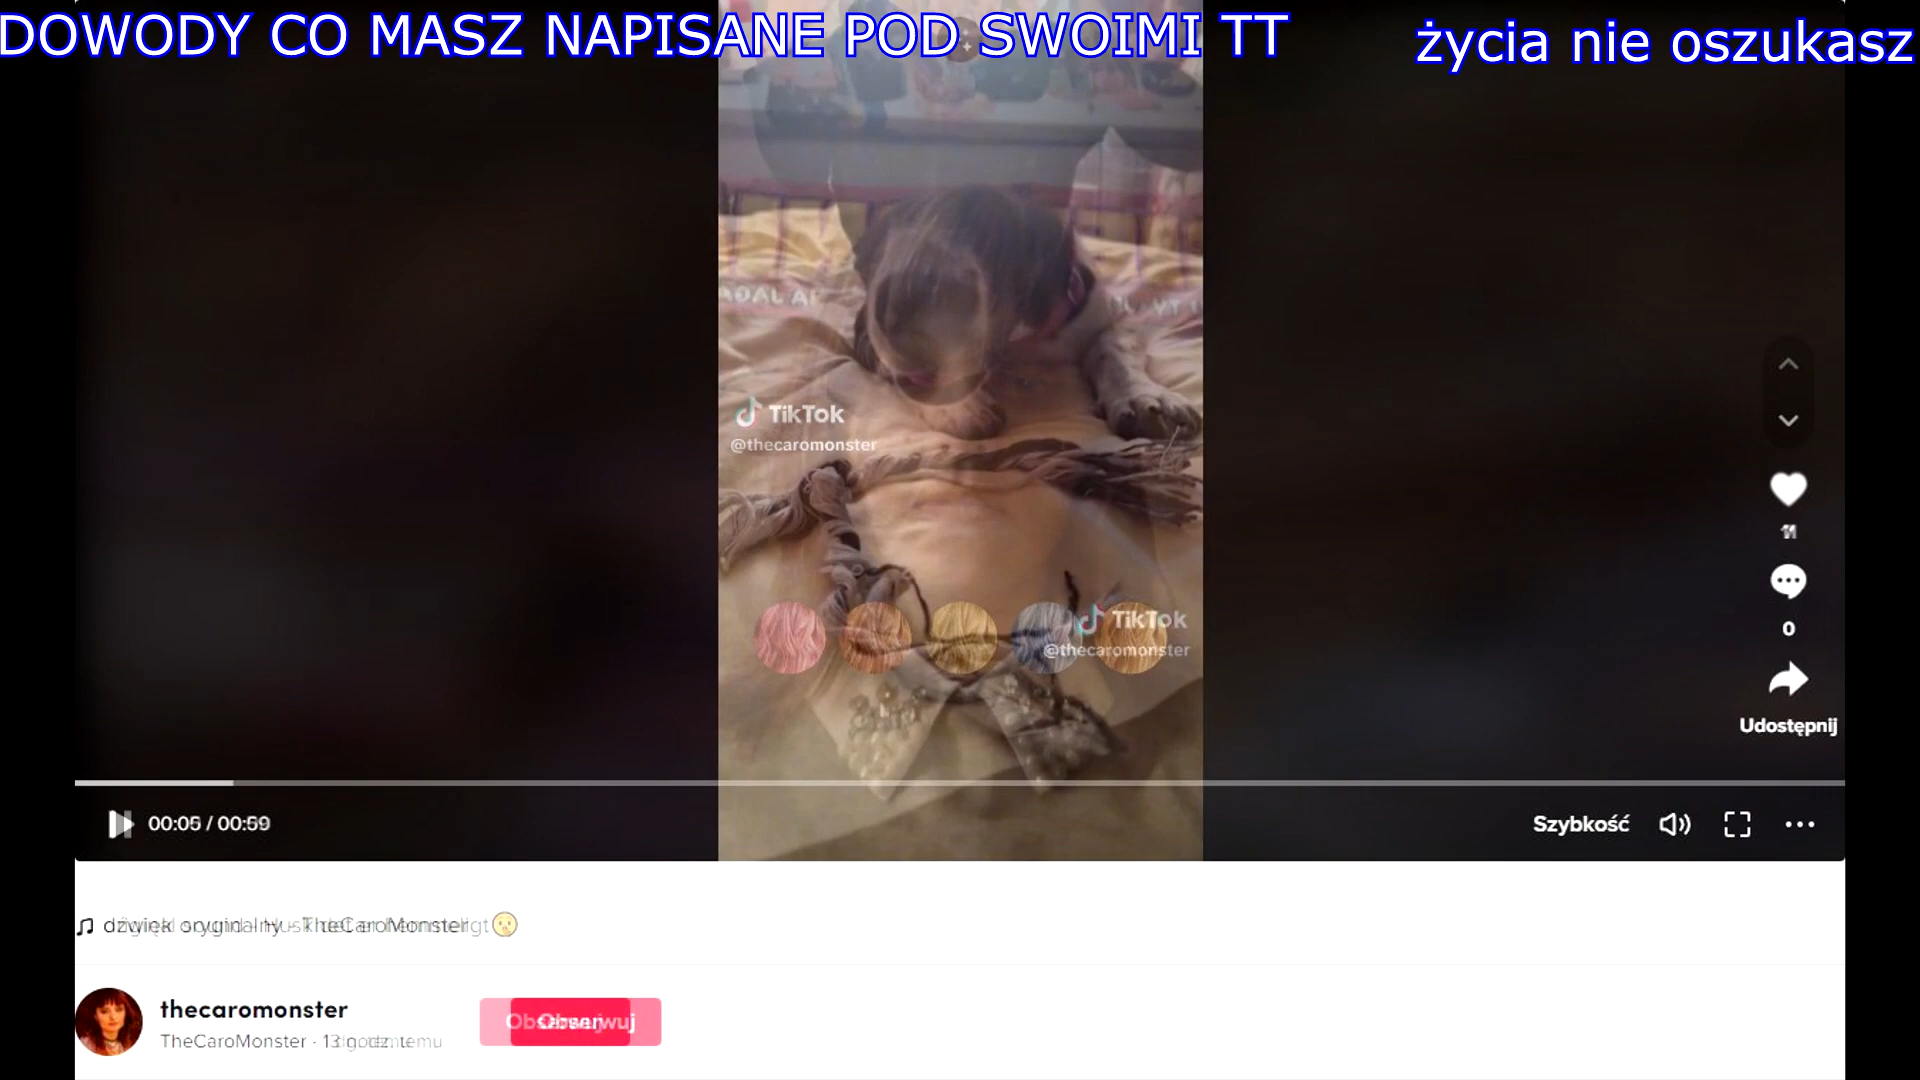 DOWODY CO MASZ NAPISANE POD SWOIMI TT
życia nie oszukasz
TikTok
@thecaromonster
TikTok
@thecaromonster
0
Udostępnij
00:05 / 00:59
Szybkość
thecaromonster
TheCaroMonster